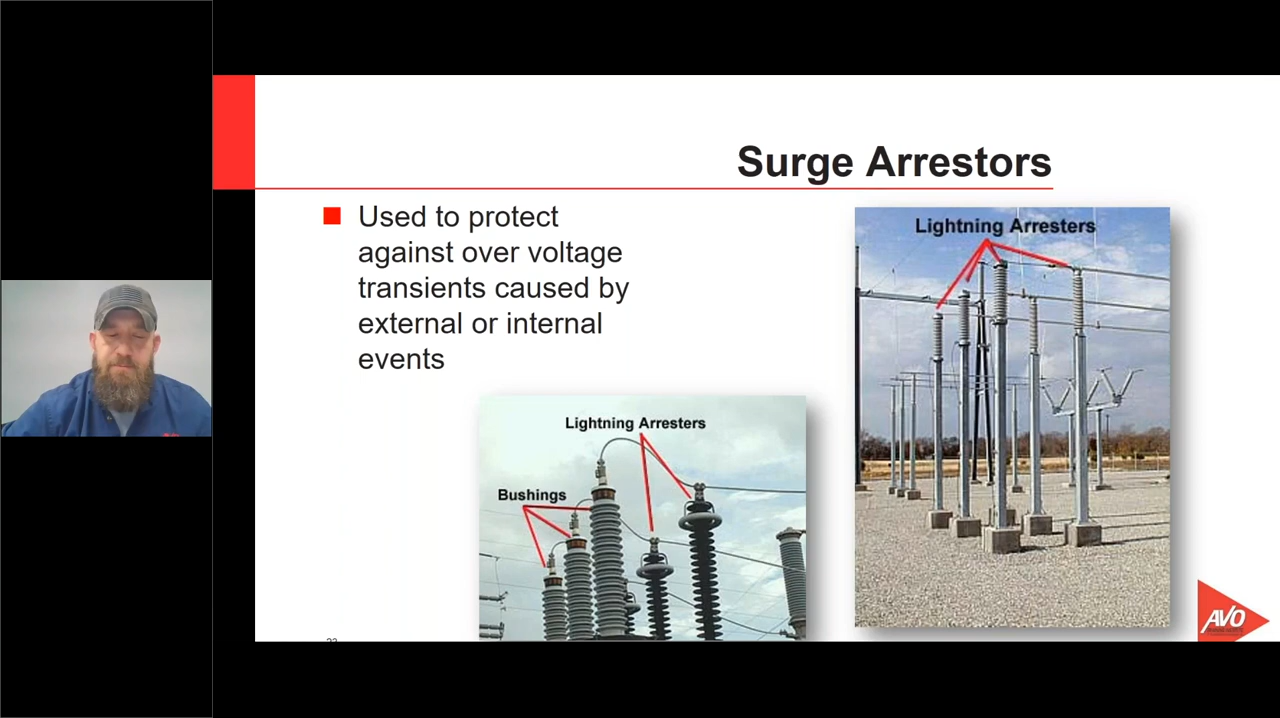 Surge Arrestors
Used to protect
against over voltage
transients caused by
external or internal
events
Lightning Arresters
Lightning Arresters
Bushings
AVO